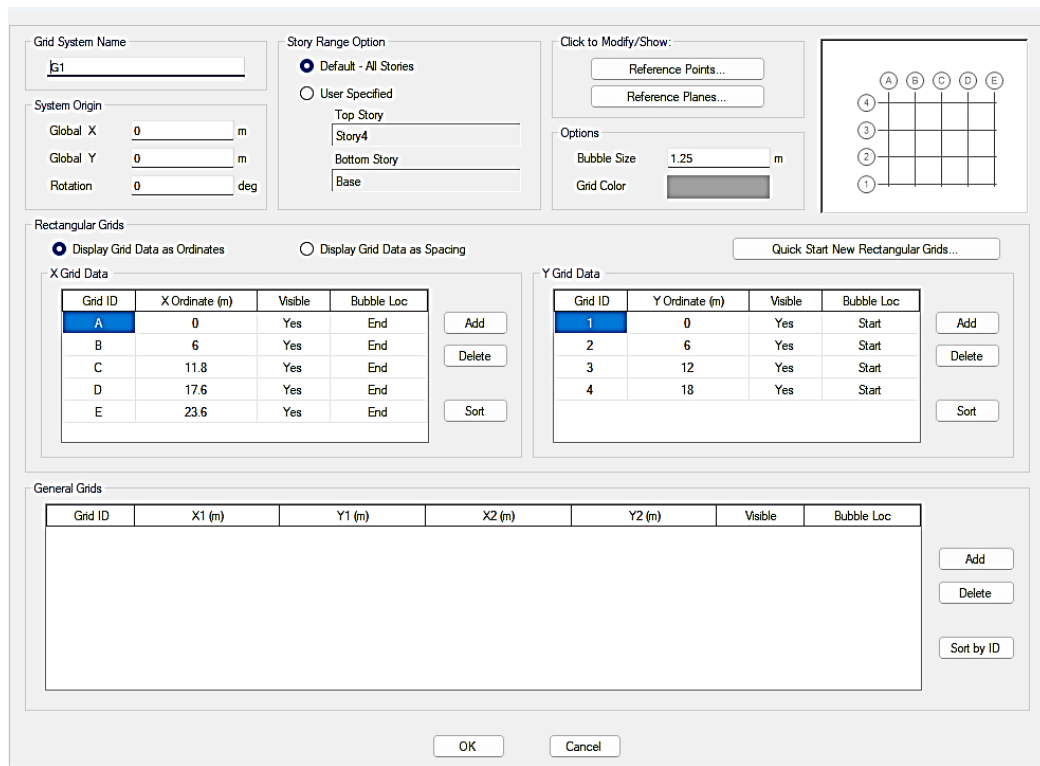 Grid System Name
G1
System Origin
Global X 0 m
Global Y 0 m
Rotation 0 deg
Story Range Option
Default - All Stories
User Specified
Top Story
Story4
Bottom Story
Base
Click to Modify/Show:
Reference Points...
Reference Planes...
Options
Bubble Size 1.25 m
Grid Color
A B C D E
4
3
2
1
Rectangular Grids
Display Grid Data as Ordinates Display Grid Data as Spacing Quick Start New Rectangular Grids...
X Grid Data
Grid ID X Ordinate (m) Visible Bubble Loc
A 0 Yes End
B 6 Yes End
C 11.8 Yes End
D 17.6 Yes End
E 23.6 Yes End
Add
Delete
Sort
Y Grid Data
Grid ID Y Ordinate (m) Visible Bubble Loc
1 0 Yes Start
2 6 Yes Start
3 12 Yes Start
4 18 Yes Start
Add
Delete
Sort
General Grids
Grid ID X1 (m) Y1 (m) X2 (m) Y2 (m) Visible Bubble Loc
Add
Delete
Sort by ID
OK Cancel